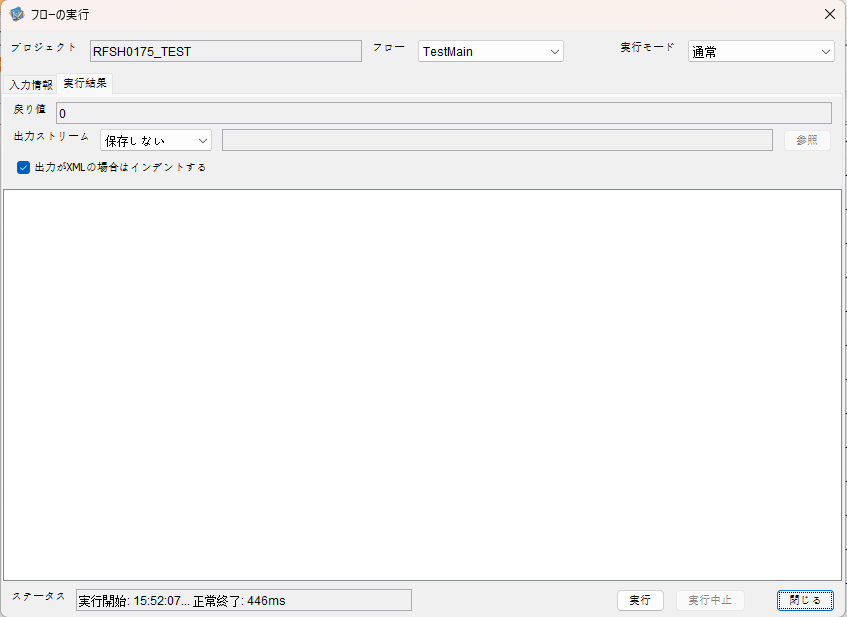 フローの実行
プロジェクト RFSH0175_TEST フロー TestMain 実行モード 通常
入力情報 実行結果
戻り値 0
出力ストリーム 保存しない 参照
出力がXMLの場合はインデントする
ステータス 実行開始: 15:52:07... 正常終了: 446ms 実行 実行中止 閉じる